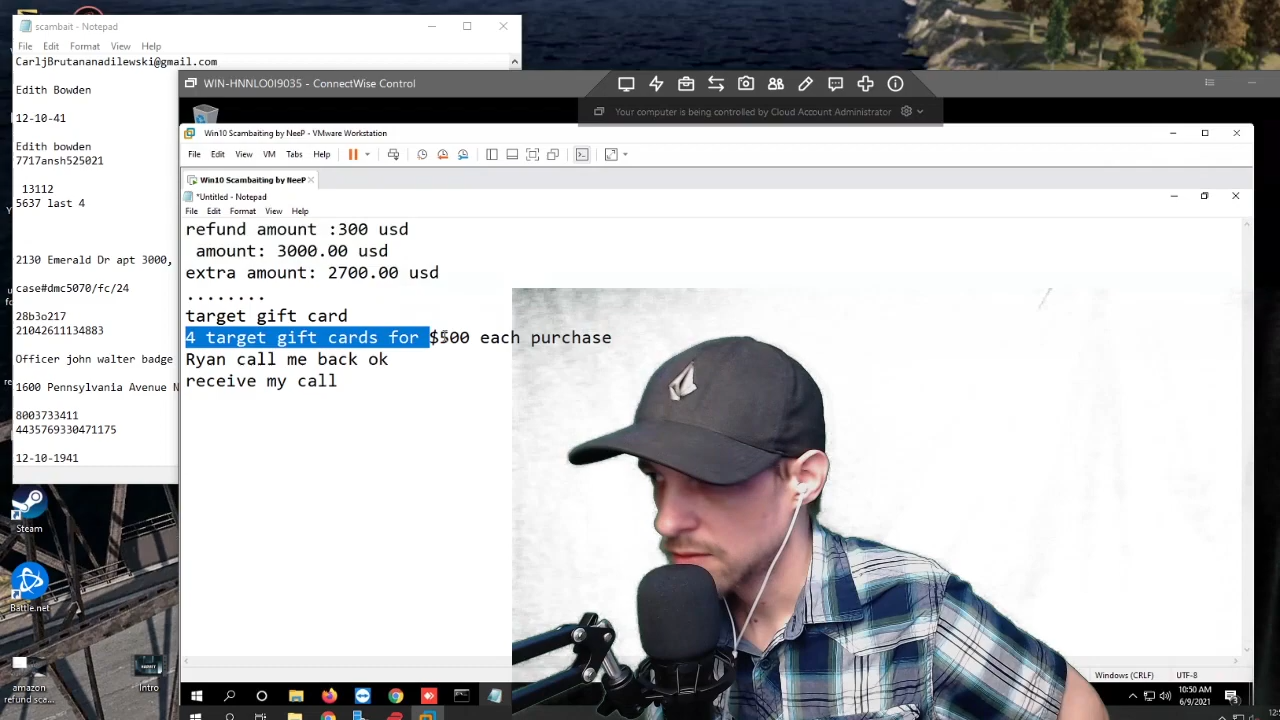 scambait - Notepad
File Edit Format View Help
CarljBrutananadilewski@gmail.com
Edith Bowden
12-10-41
Edith bowden
7717ansh525021
13112
5637 last 4
2130 Emerald Dr apt 3000,
case#dmc5070/fc/24
28b3o217
21042611134883
Officer john walter badge
1600 Pennsylvania Avenue N
8003733411
4435769330471175
12-10-1941
WIN-HNNLO0I9035 - ConnectWise Control
Your computer is being controlled by Cloud Account Administrator
Win10 Scambaiting by NeeP - VMware Workstation
File Edit View VM Tabs Help
Win10 Scambaiting by NeeP
*Untitled - Notepad
File Edit Format View Help
refund amount :300 usd
amount: 3000.00 usd
extra amount: 2700.00 usd
........
target gift card
4 target gift cards for $500 each purchase
Ryan call me back ok
receive my call
Windows (CRLF) UTF-8
10:50 AM
6/9/2021
Steam
Battle.net
amazon
refund sca...
Intro